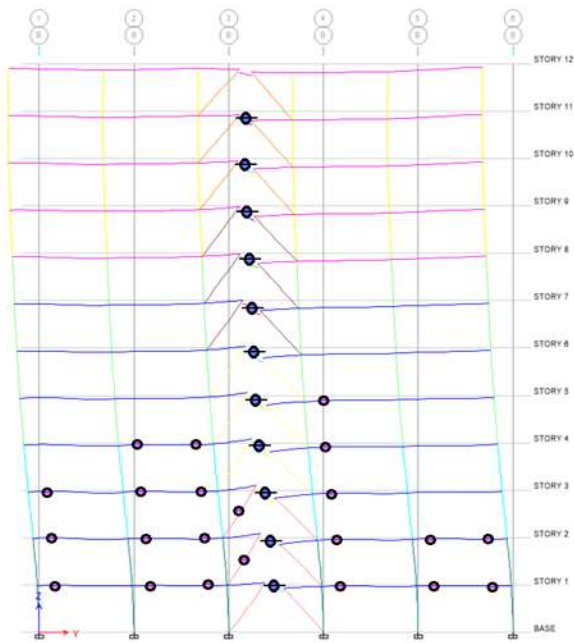 1 2 3 4 5 6
B B B B B B
STORY 12
STORY 11
STORY 10
STORY 9
STORY 8
STORY 7
STORY 6
STORY 5
STORY 4
STORY 3
STORY 2
STORY 1
Z
Y
BASE